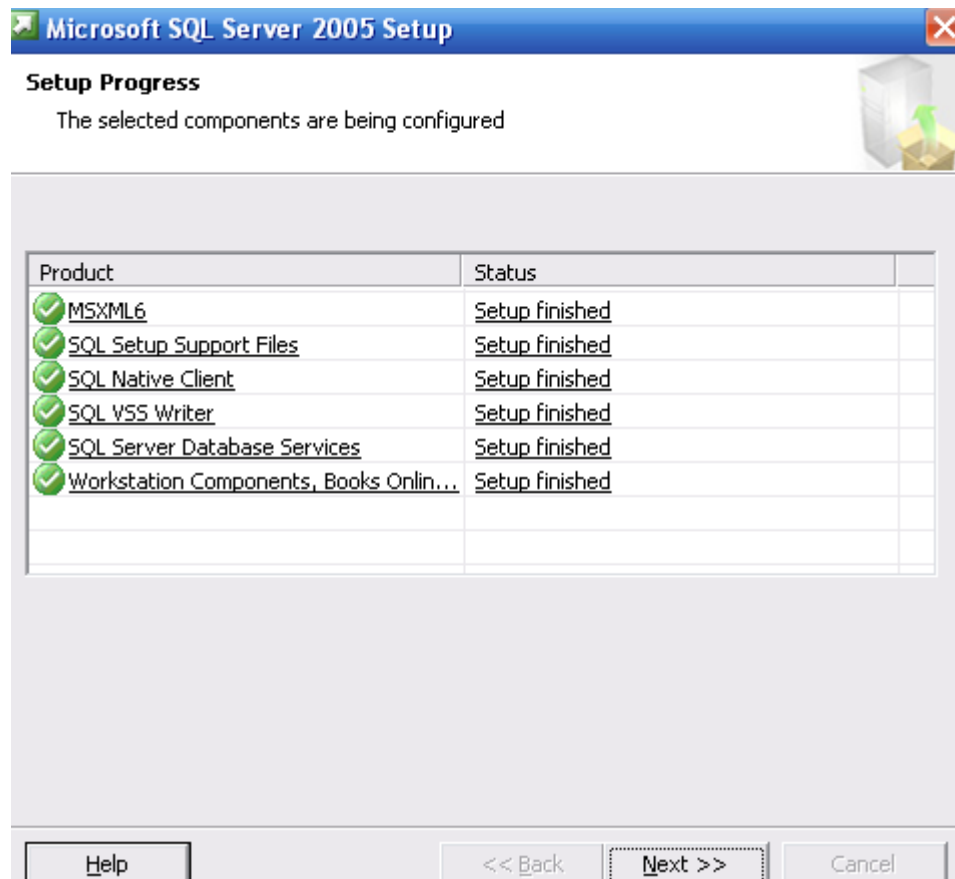 Microsoft SQL Server 2005 Setup
Setup Progress
The selected components are being configured
Product Status
MSXML6 Setup finished
SQL Setup Support Files Setup finished
SQL Native Client Setup finished
SQL VSS Writer Setup finished
SQL Server Database Services Setup finished
Workstation Components, Books Onlin... Setup finished
Help << Back Next >> Cancel